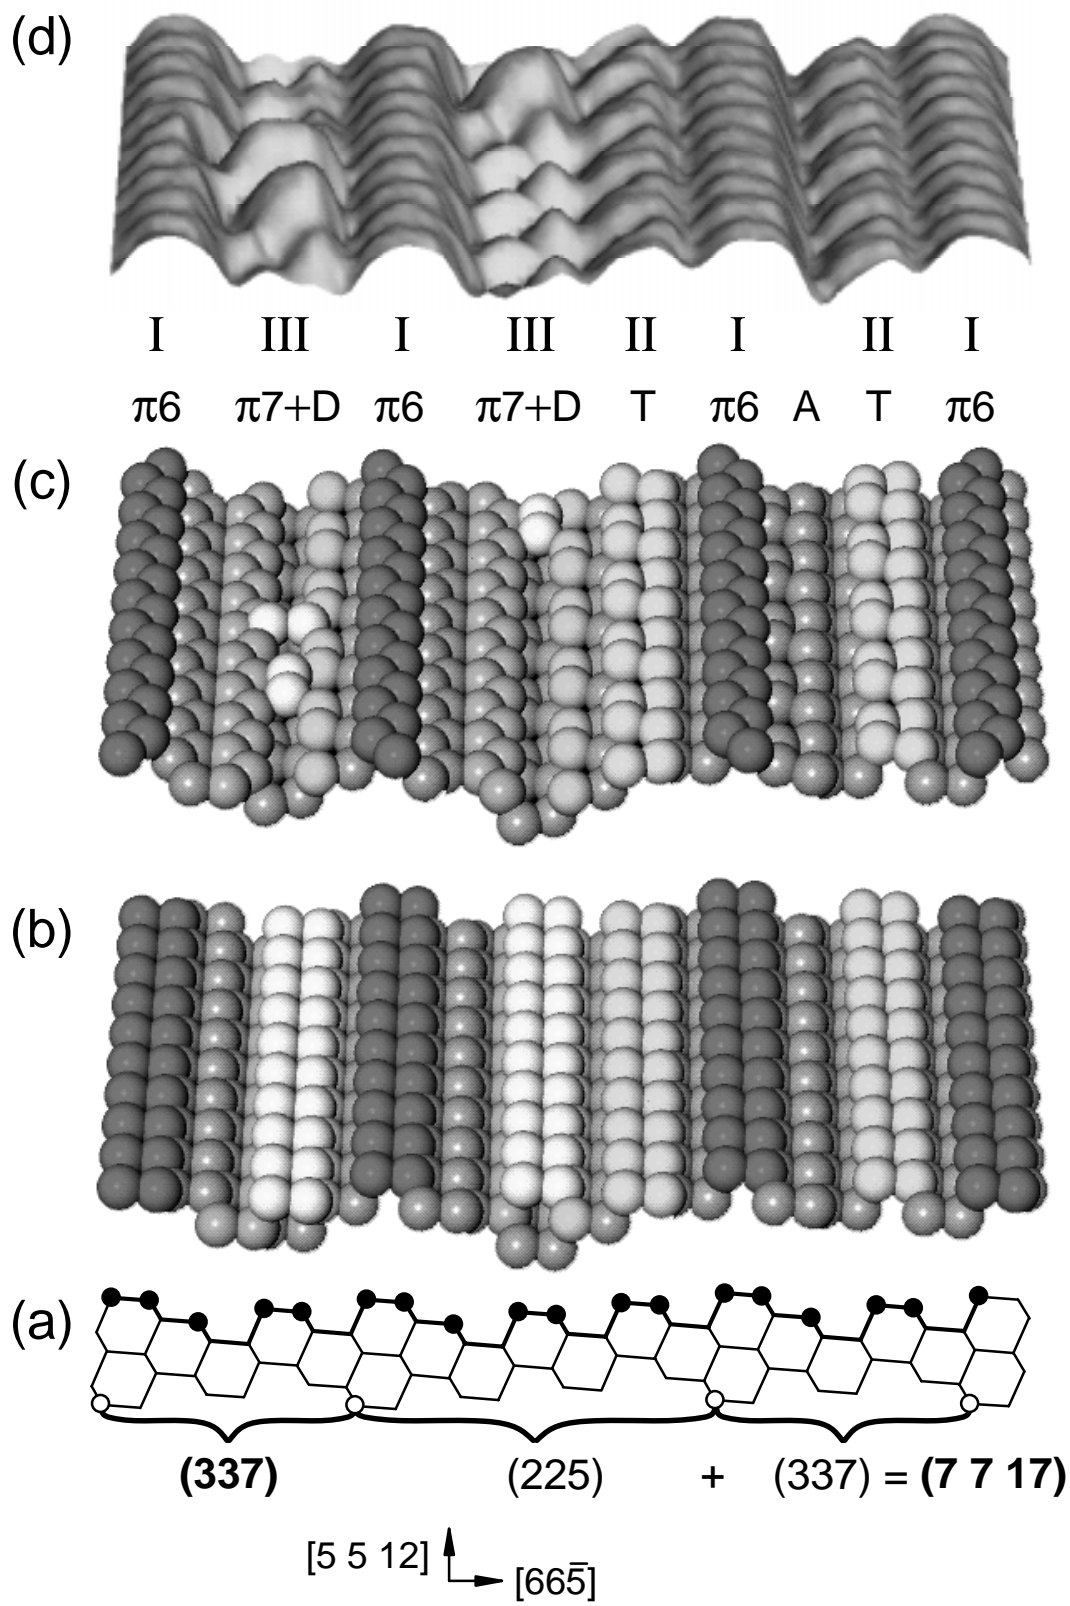 (d)
I III I III II I II I
π6 π7+D π6 π7+D T π6 A T π6
(c)
(b)
(a)
(337) (225) + (337) = (7 7 17)
[5 5 12]
[665̅]